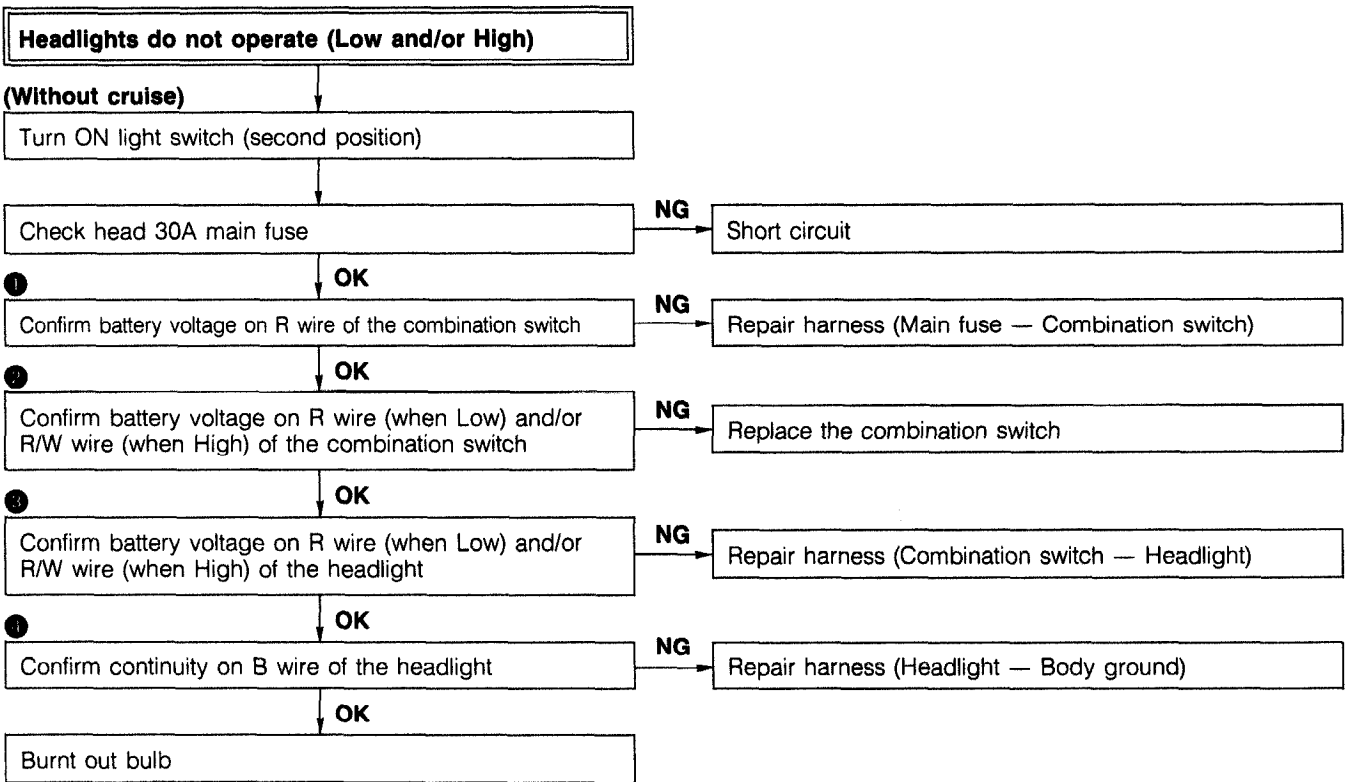 Headlights do not operate (Low and/or High)
(Without cruise)
Turn ON light switch (second position)
Check head 30A main fuse
NG
Short circuit
OK
❶
Confirm battery voltage on R wire of the combination switch
NG
Repair harness (Main fuse — Combination switch)
OK
❷
Confirm battery voltage on R wire (when Low) and/or
R/W wire (when High) of the combination switch
NG
Replace the combination switch
OK
❸
Confirm battery voltage on R wire (when Low) and/or
R/W wire (when High) of the headlight
NG
Repair harness (Combination switch — Headlight)
OK
❹
Confirm continuity on B wire of the headlight
NG
Repair harness (Headlight — Body ground)
OK
Burnt out bulb